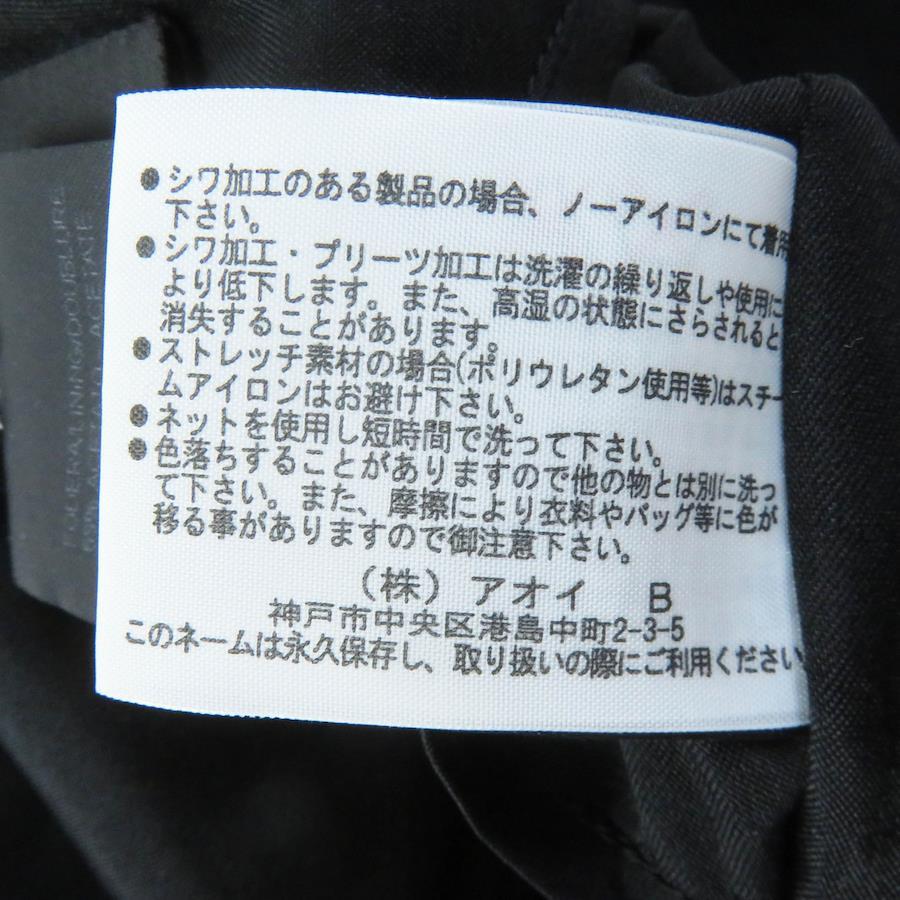 ●シワ加工のある製品の場合、ノーアイロンにて着用
下さい。
●シワ加工・プリーツ加工は洗濯の繰り返しや使用に
より低下します。また、高湿の状態にさらされると
消失することがあります。
●ストレッチ素材の場合(ポリウレタン使用等)はスチー
ムアイロンはお避け下さい。
●ネットを使用し短時間で洗って下さい。
●色落ちすることがありますので他の物とは別に洗っ
て下さい。また、摩擦により衣料やバッグ等に色が
移る事がありますので御注意下さい。
(株) アオイ B
神戸市中央区港島中町2-3-5
このネームは永久保存し、取り扱いの際にご利用ください